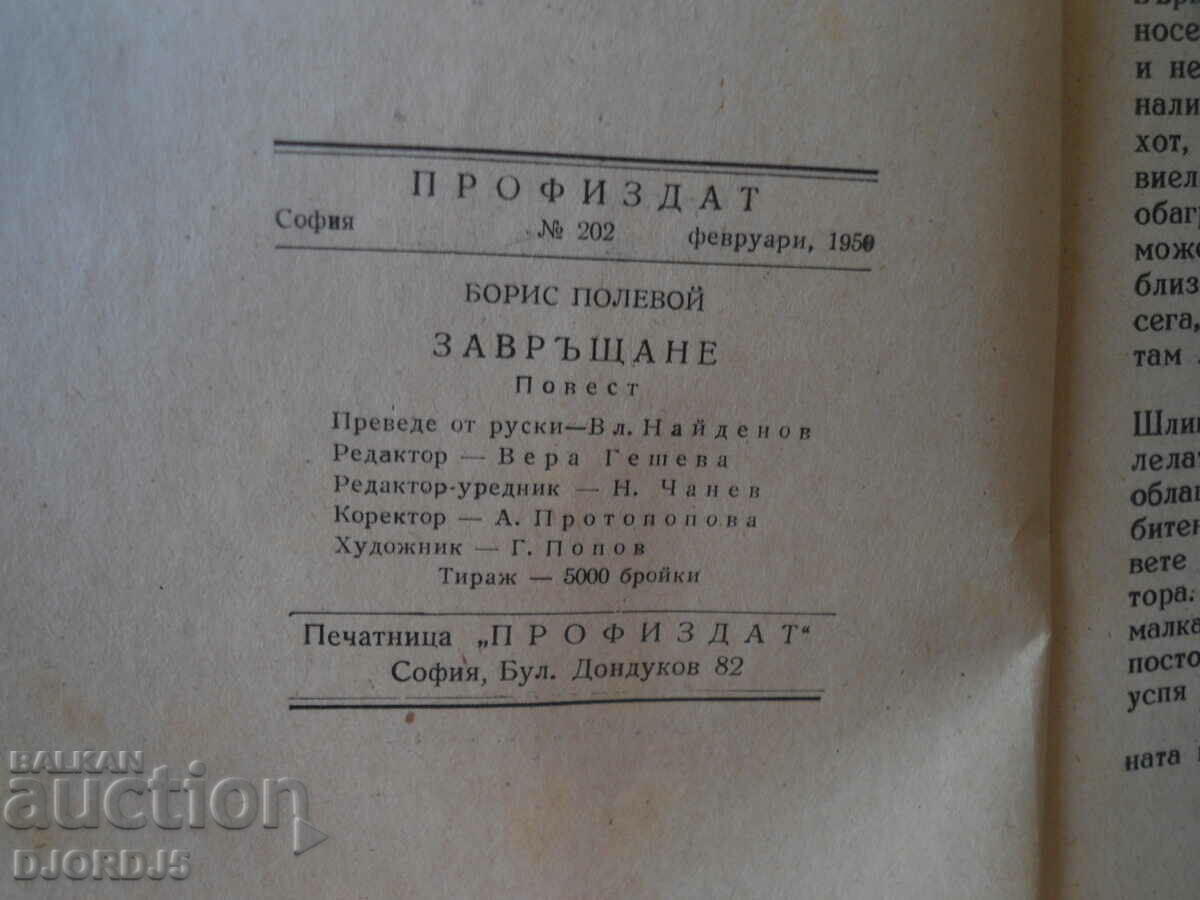 ПРОФИЗДАТ
София № 202 февруари, 1950
БОРИС ПОЛЕВОЙ
ЗАВРЪЩАНЕ
Повест
Преведе от руски—Вл. Найденов
Редактор — Вера Гешева
Редактор-уредник — Н. Чанев
Коректор — А. Протопопова
Художник — Г. Попов
Тираж — 5000 бройки
Печатница „ПРОФИЗДАТ“
София, Бул. Дондуков 82
носе
и не
нали
хот,
виел
обаг
може
близ
сега,
там
Шли
лела
обла
битен
вете
тора.
малка
посто
успя
ната
BALKAN
auction
DJORDJ5